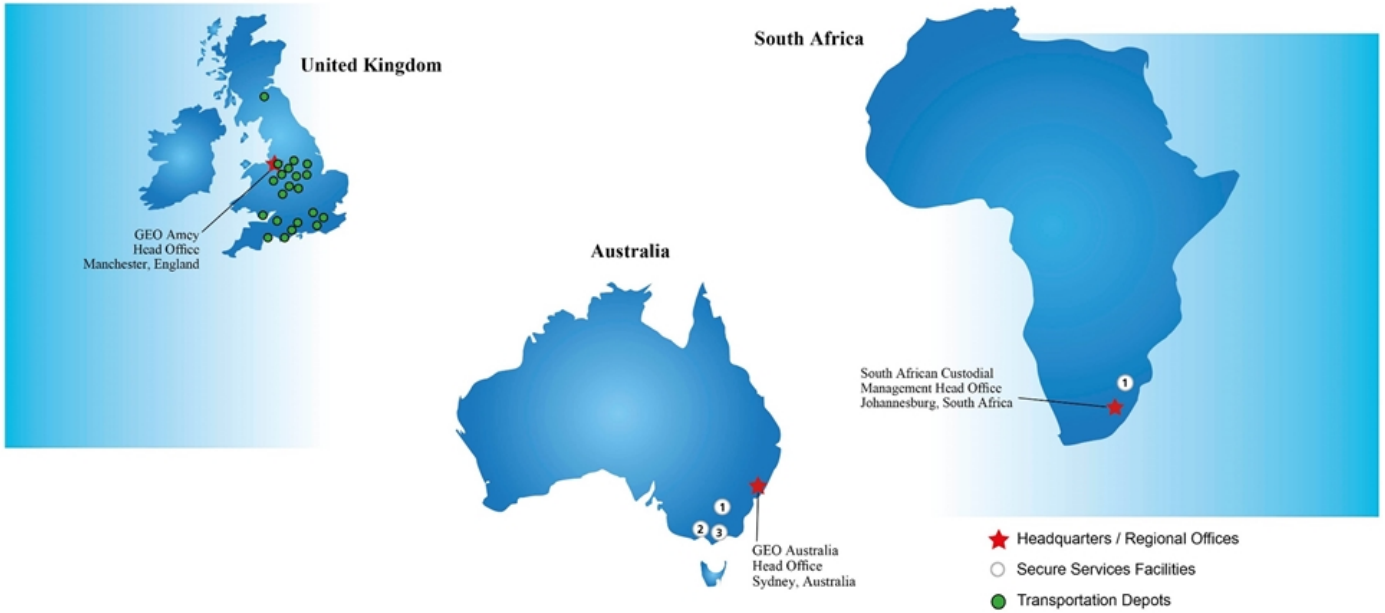 United Kingdom
GEO Amey
Head Office
Manchester, England
Australia
1
2
3
GEO Australia
Head Office
Sydney, Australia
South Africa
1
South African Custodial
Management Head Office
Johannesburg, South Africa
Headquarters / Regional Offices
Secure Services Facilities
Transportation Depots